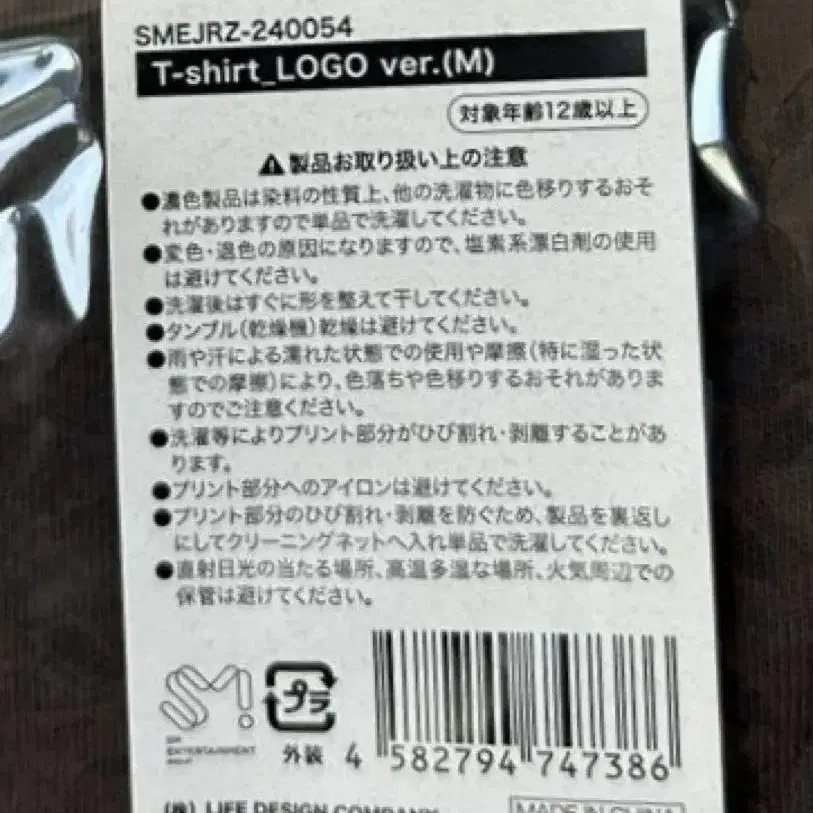 SMEJRZ-240054
T-shirt_LOGO ver.(M)
対象年齢12歳以上
⚠製品お取り扱い上の注意
●濃色製品は染料の性質上、他の洗濯物に色移りするおそ
れがありますので単品で洗濯してください。
●変色・退色の原因になりますので、塩素系漂白剤の使用
は避けてください。
●洗濯後はすぐに形を整えて干してください。
●タンブル(乾燥機)乾燥は避けてください。
●雨や汗による濡れた状態での使用や摩擦(特に湿った状
態での摩擦)により、色落ちや色移りするおそれがありま
すのでご注意ください。
●洗濯等によりプリント部分がひび割れ・剥離することがあ
ります。
●プリント部分へのアイロンは避けてください。
●プリント部分のひび割れ・剥離を防ぐため、製品を裏返し
にしてクリーニングネットへ入れ単品で洗濯してください。
●直射日光の当たる場所、高温多湿な場所、火気周辺での
保管は避けてください。
SM
プラ
SM
ENTERTAINMENT
外装
4 582794 747386
(株) LIFE DESIGN COMPANY
MADE IN CHINA